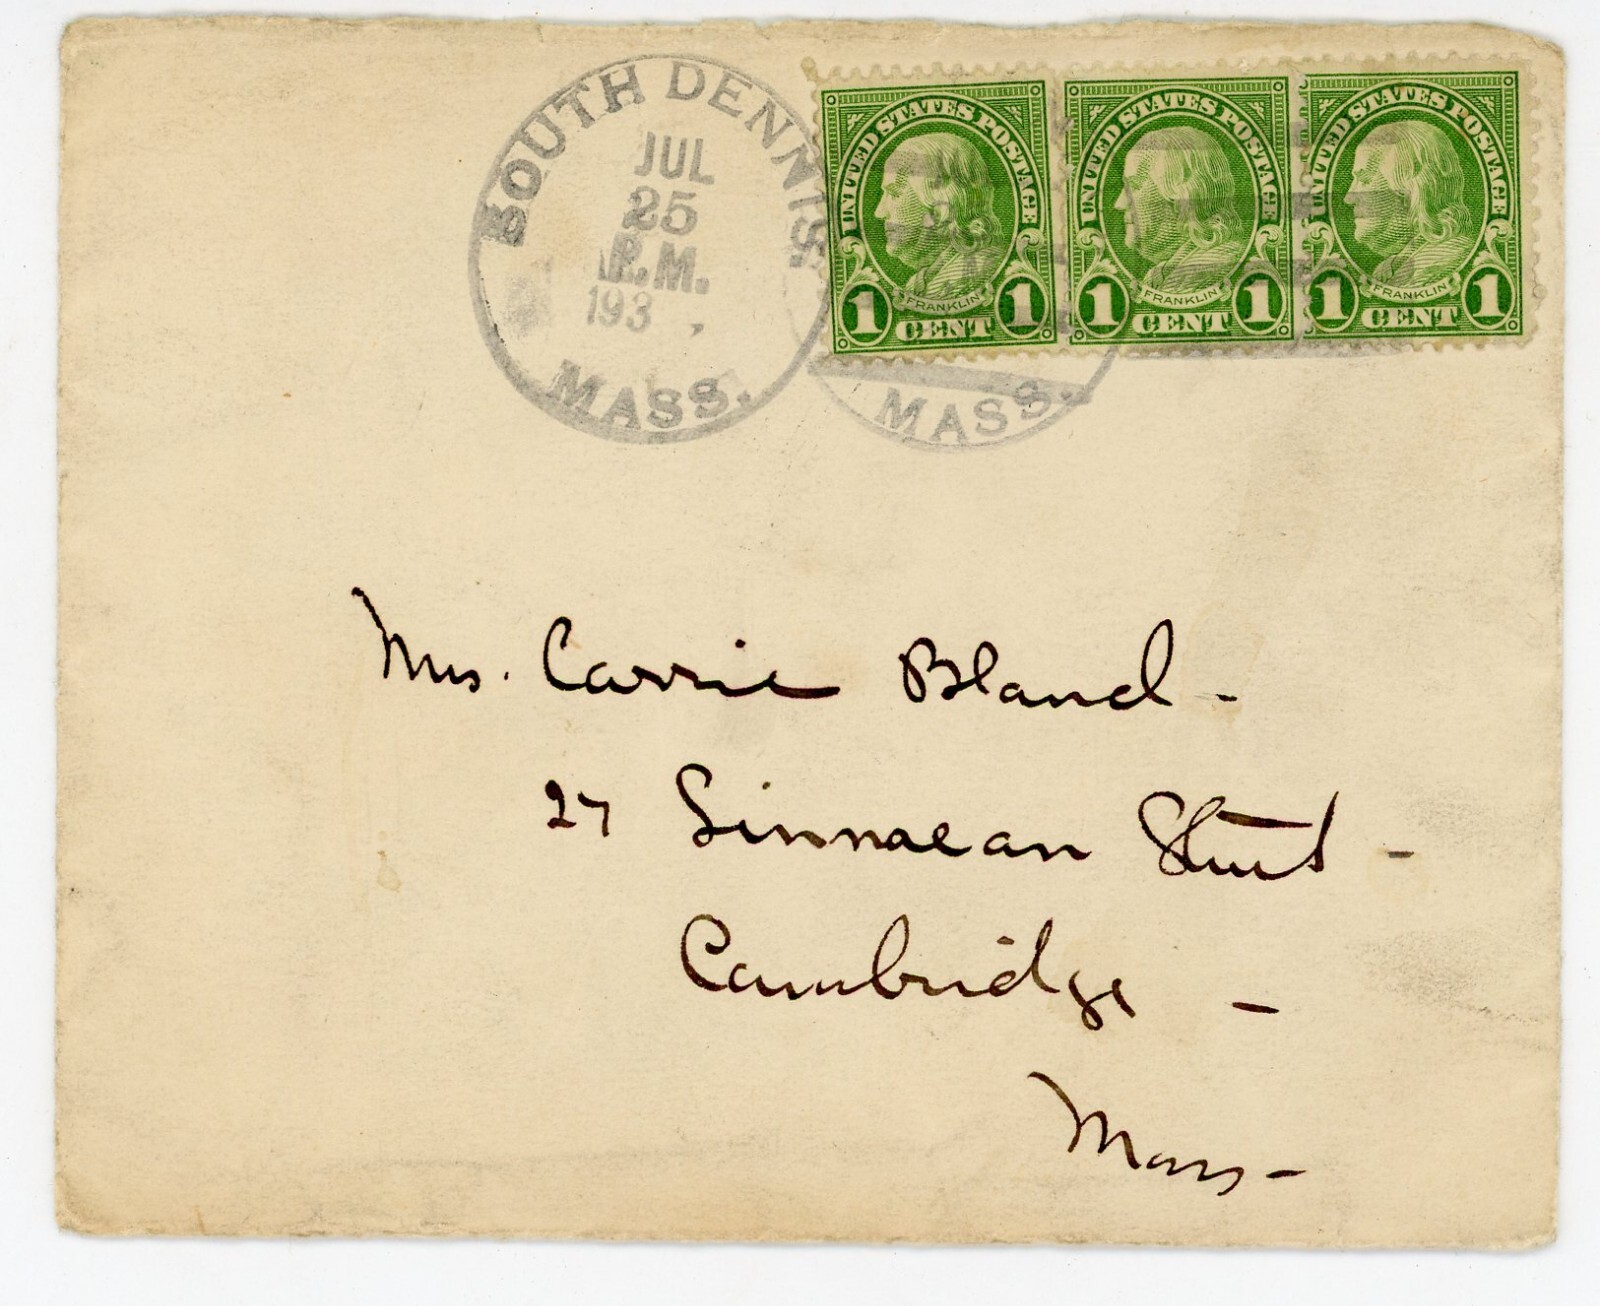 SOUTH DENNIS
JUL
25
P.M.
193
MASS.
MASS.
UNITED STATES POSTAGE
FRANKLIN
1 CENT 1
UNITED STATES POSTAGE
FRANKLIN
1 CENT 1
UNITED STATES POSTAGE
FRANKLIN
1 CENT 1
Mrs. Carrie Bland -
27 Linnaean Street -
Cambridge -
Mass -